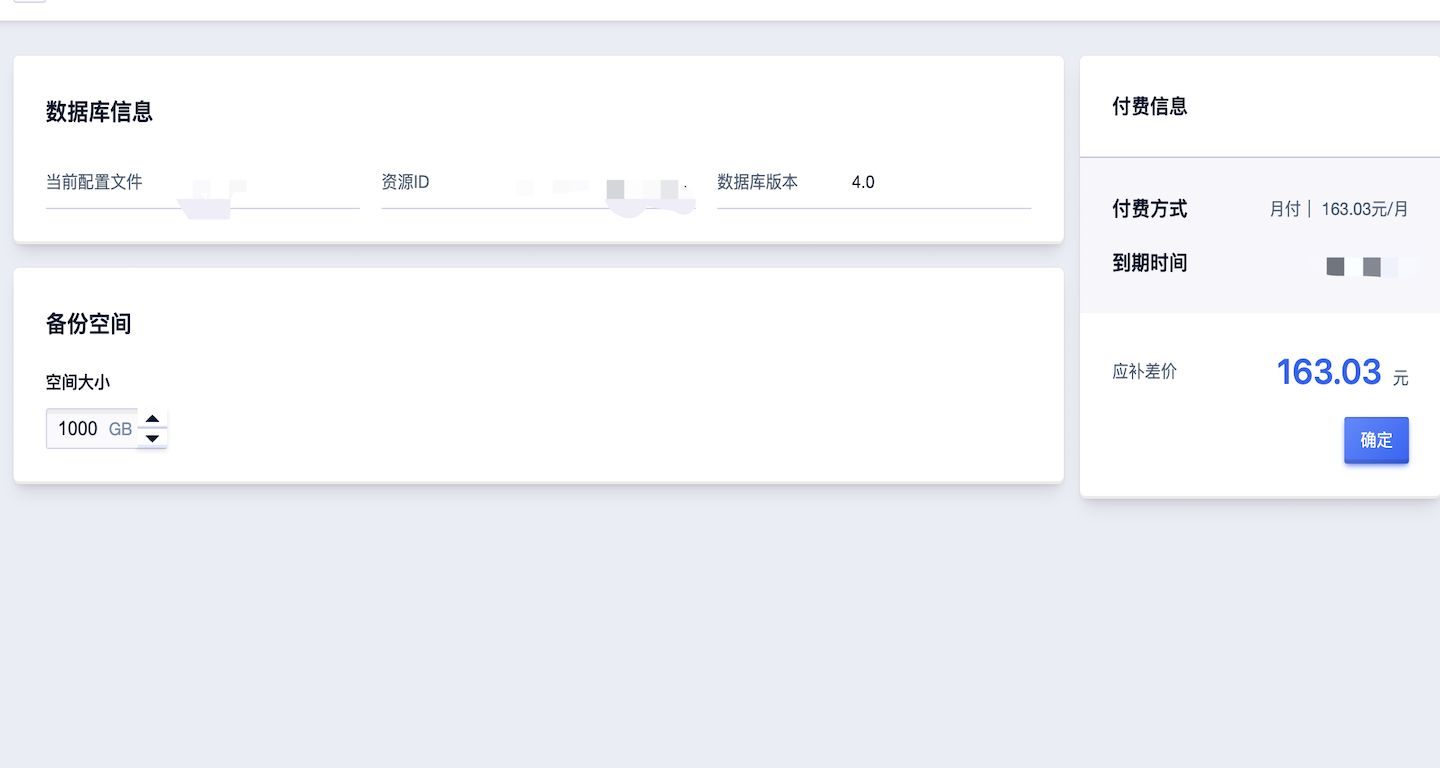 数据库信息
当前配置文件
资源ID
数据库版本 4.0
备份空间
空间大小
1000 GB
付费信息
付费方式 月付｜ 163.03元/月
到期时间
应补差价 163.03 元
确定